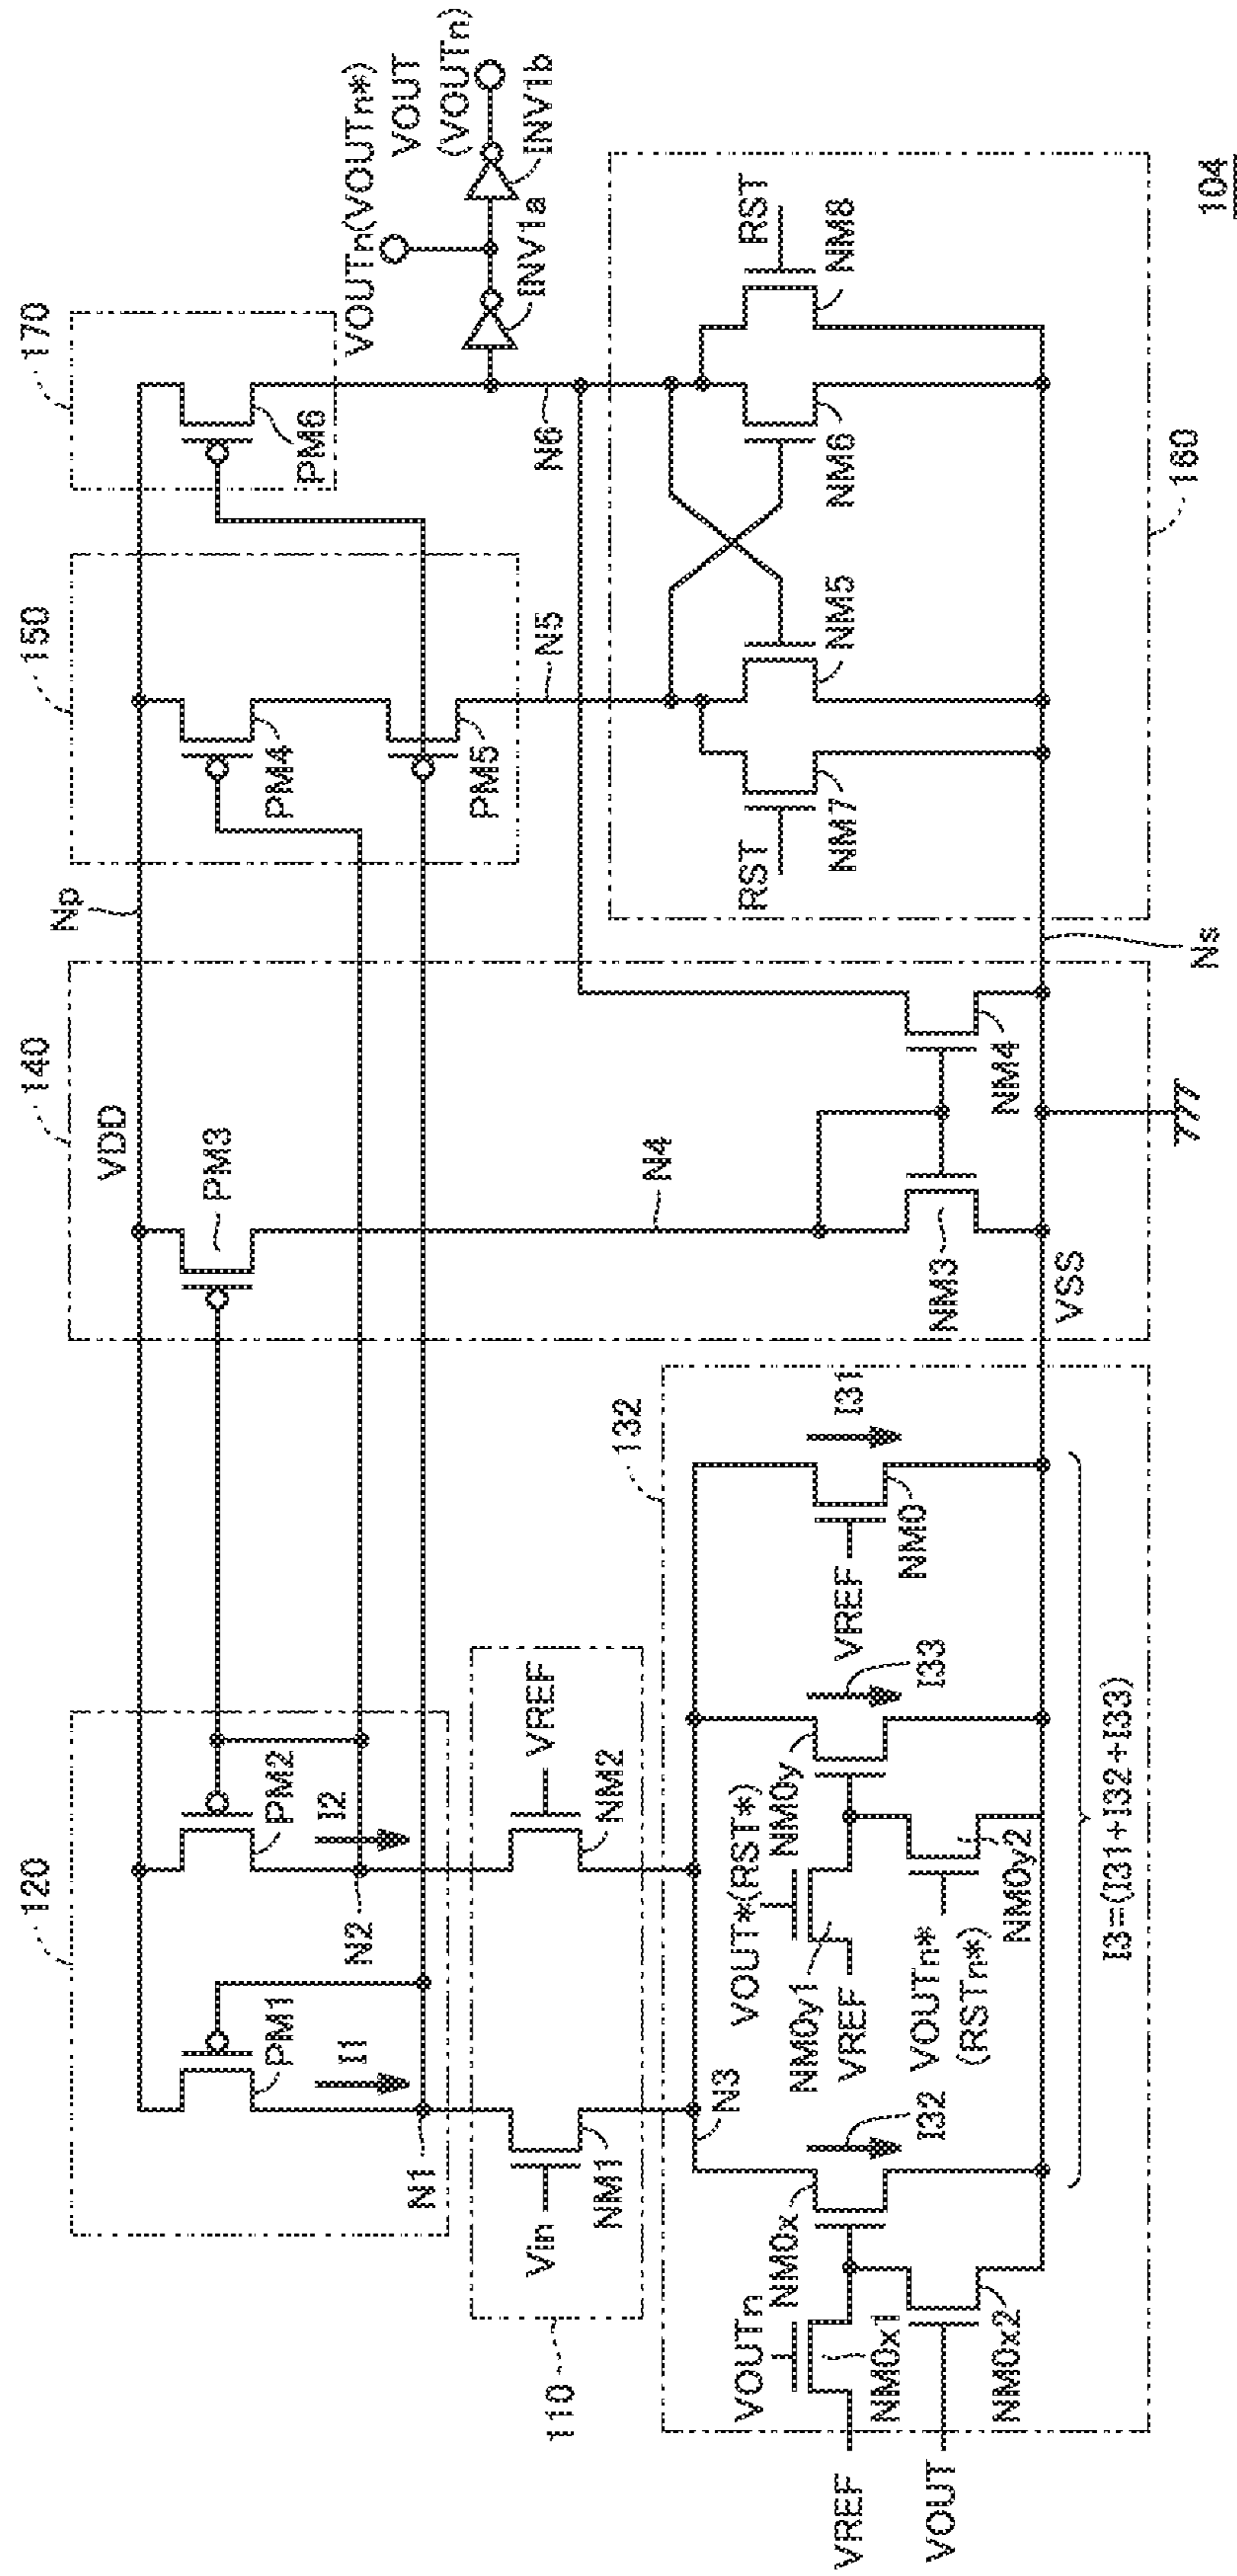 104
120
140
150
170
VDD
Np
PM1
PM2
PM3
PM4
PM5
PM6
I1
I2
N1
N2
N4
N5
N6
VOUTn(VOUTn*)
VOUT
(VOUTn)
INV1a
INV1b
110
Vin
NM1
NM2
VREF
N3
132
VREF
VOUT
VOUTn
NM0x1
NM0x2
NM0x
I32
VOUT*(RST*)
NM0y1
VREF
VOUTn*
(RSTn*)
NM0y2
NM0y
I33
VREF
NM0
I31
I3=(I31+I32+I33)
NM3
NM4
VSS
Ns
RST
NM7
NM5
NM6
NM8
RST
160